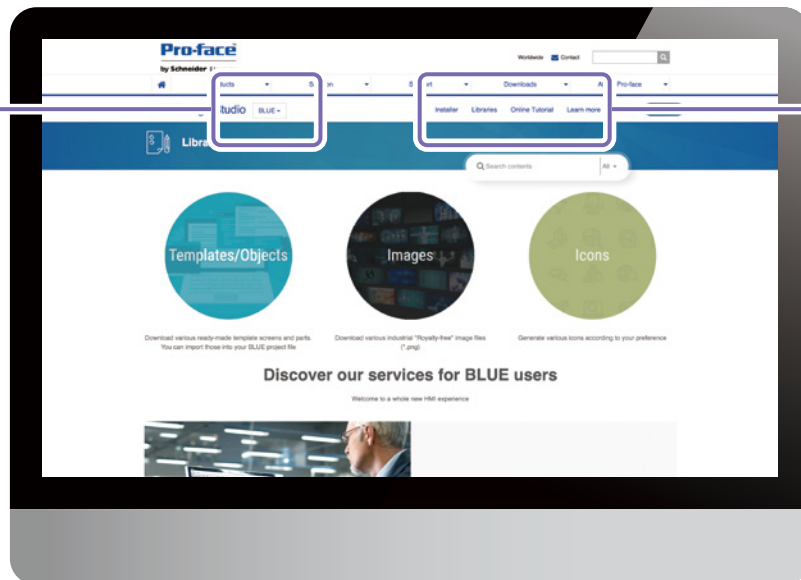 Pro-face
by Schneider
Worldwide Contact
Downloads Pro-face
Studio BLUE
Installer Libraries Online Tutorial Learn more
Search contents All
Templates/Objects Images Icons
Download various ready-made template screens and parts.
You can import those into your BLUE project file
Download various industrial "Royalty-free" image files
(*.png)
Generate various icons according to your preference
Discover our services for BLUE users
Welcome to a whole new HMI experience